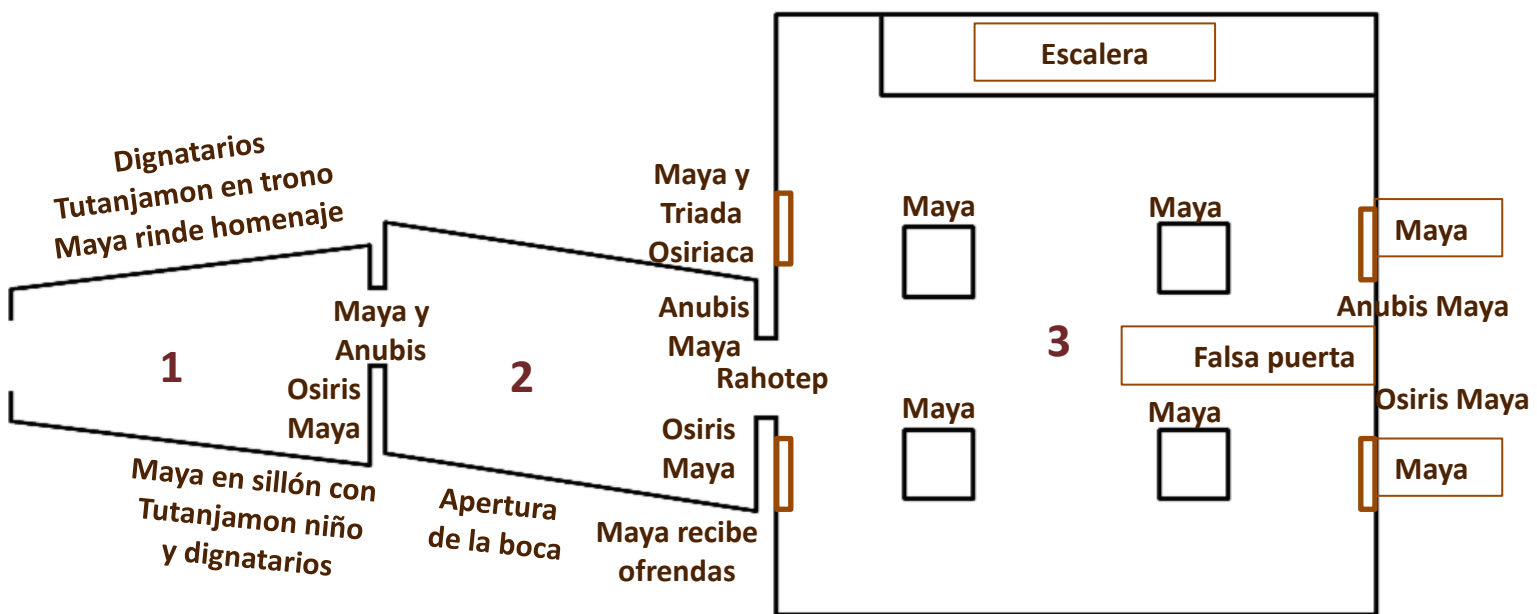 Escalera
Dignatarios
Tutanjamon en trono
Maya rinde homenaje
Maya y
Triada
Osiriaca
Maya
Maya
Maya
Maya y
Anubis
Anubis
Maya
Anubis Maya
1
2
3
Rahotep
Falsa puerta
Osiris
Maya
Osiris
Maya
Maya
Maya
Osiris Maya
Maya
Maya en sillón con
Tutanjamon niño
y dignatarios
Apertura
de la boca
Maya recibe
ofrendas